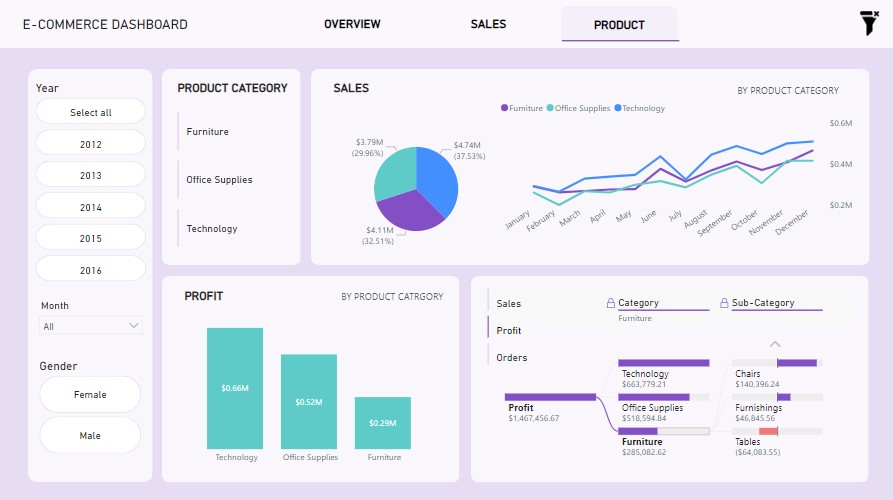 E-COMMERCE DASHBOARD
OVERVIEW
SALES
PRODUCT
Year
Select all
2012
2013
2014
2015
2016
Month
All
Gender
Female
Male
PRODUCT CATEGORY
Furniture
Office Supplies
Technology
SALES
BY PRODUCT CATEGORY
Furniture Office Supplies Technology
$3.79M
(29.96%)
$4.74M
(37.53%)
$4.11M
(32.51%)
$0.6M
$0.4M
$0.2M
January
February
March
April
May
June
July
August
September
October
November
December
PROFIT
BY PRODUCT CATRGORY
$0.66M
$0.52M
$0.29M
Technology
Office Supplies
Furniture
Sales
Profit
Orders
Category
Furniture
Sub-Category
Profit
$1,467,456.67
Technology
$663,779.21
Office Supplies
$518,594.84
Furniture
$285,082.62
Chairs
$140,396.24
Furnishings
$46,845.56
Tables
($64,083.55)